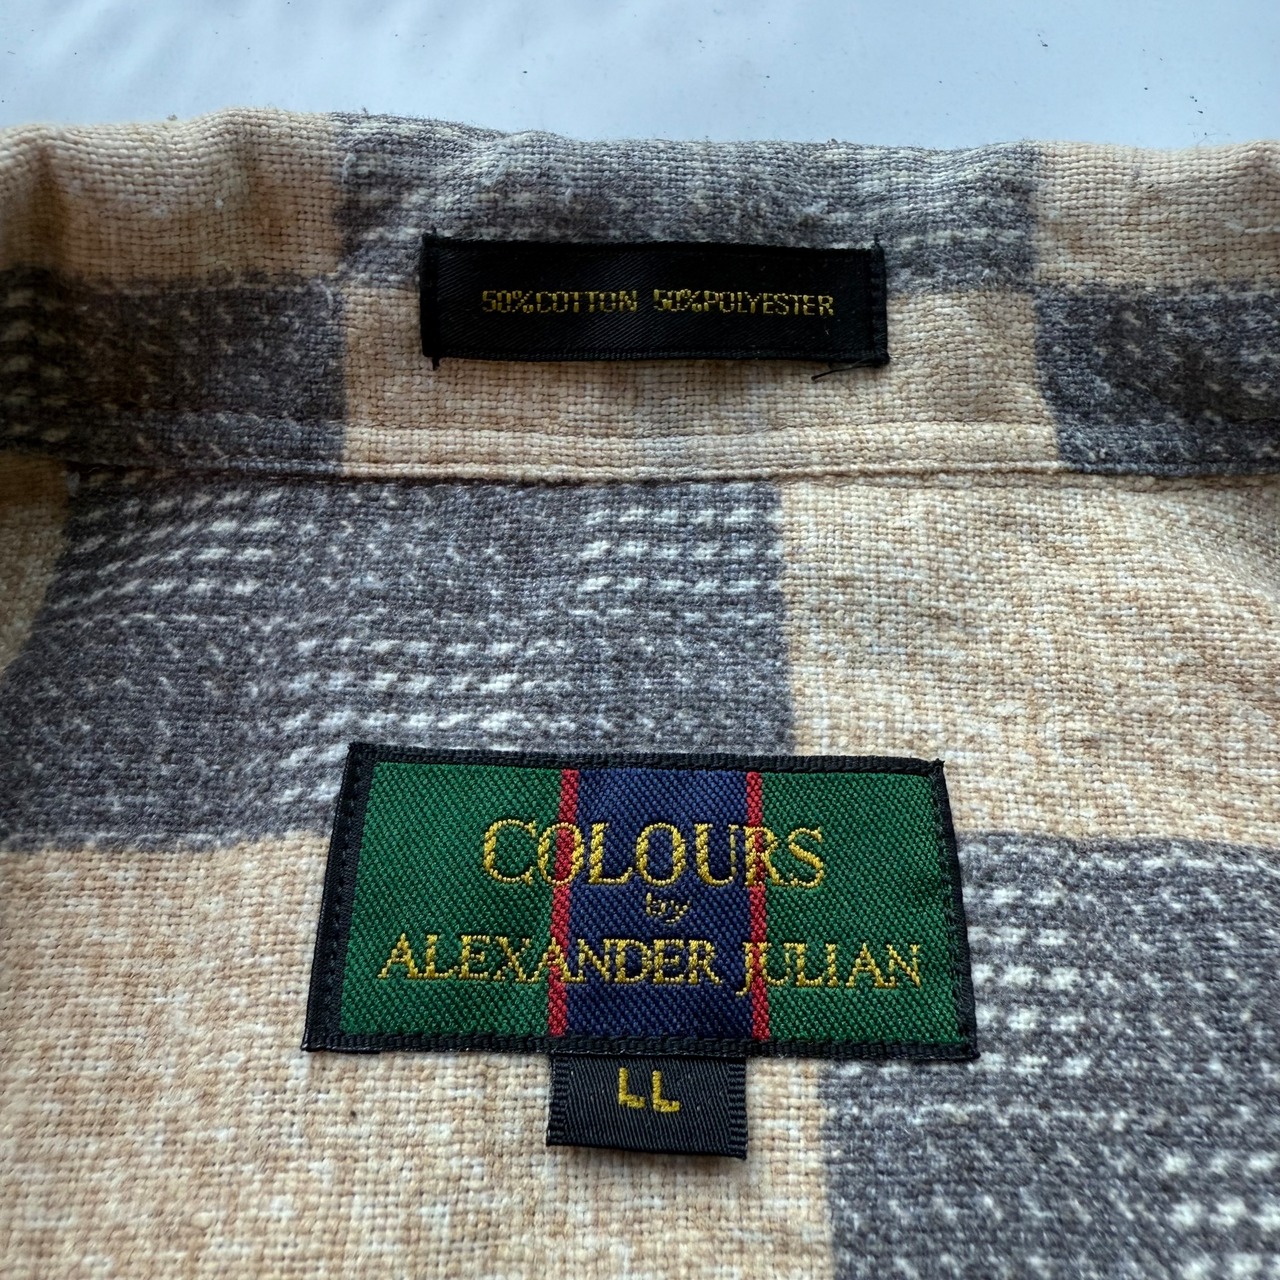 50%COTTON 50%POLYESTER
COLOURS
by
ALEXANDER JULIAN
LL